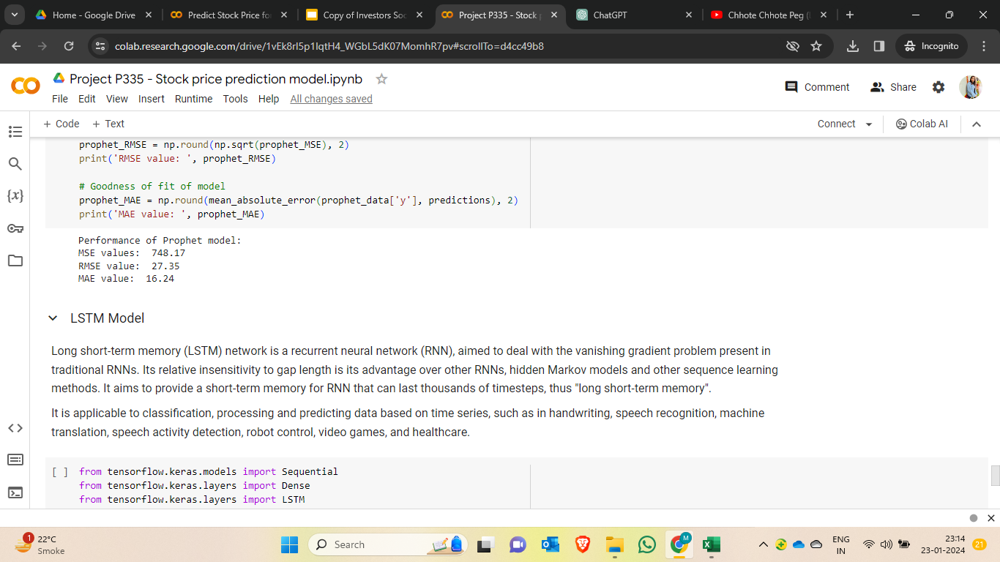 Home - Google Drive
Predict Stock Price fo
Copy of Investors Soc
Project P335 - Stock p
ChatGPT
Chhote Chhote Peg (
colab.research.google.com/drive/1vEk8rI5p1IqtH4_WGbL5dK07MomhR7pv#scrollTo=d4cc49b8
Incognito
Project P335 - Stock price prediction model.ipynb
File Edit View Insert Runtime Tools Help All changes saved
Comment
Share
+ Code + Text
Connect
Colab AI
prophet_RMSE = np.round(np.sqrt(prophet_MSE), 2)
print('RMSE value: ', prophet_RMSE)
# Goodness of fit of model
prophet_MAE = np.round(mean_absolute_error(prophet_data['y'], predictions), 2)
print('MAE value: ', prophet_MAE)
Performance of Prophet model:
MSE values:  748.17
RMSE value:  27.35
MAE value:  16.24
LSTM Model
Long short-term memory (LSTM) network is a recurrent neural network (RNN), aimed to deal with the vanishing gradient problem present in
traditional RNNs. Its relative insensitivity to gap length is its advantage over other RNNs, hidden Markov models and other sequence learning
methods. It aims to provide a short-term memory for RNN that can last thousands of timesteps, thus "long short-term memory".
It is applicable to classification, processing and predicting data based on time series, such as in handwriting, speech recognition, machine
translation, speech activity detection, robot control, video games, and healthcare.
[ ] from tensorflow.keras.models import Sequential
from tensorflow.keras.layers import Dense
from tensorflow.keras.layers import LSTM
1
22°C
Smoke
Search
M
ENG
IN
23:14
23-01-2024
21